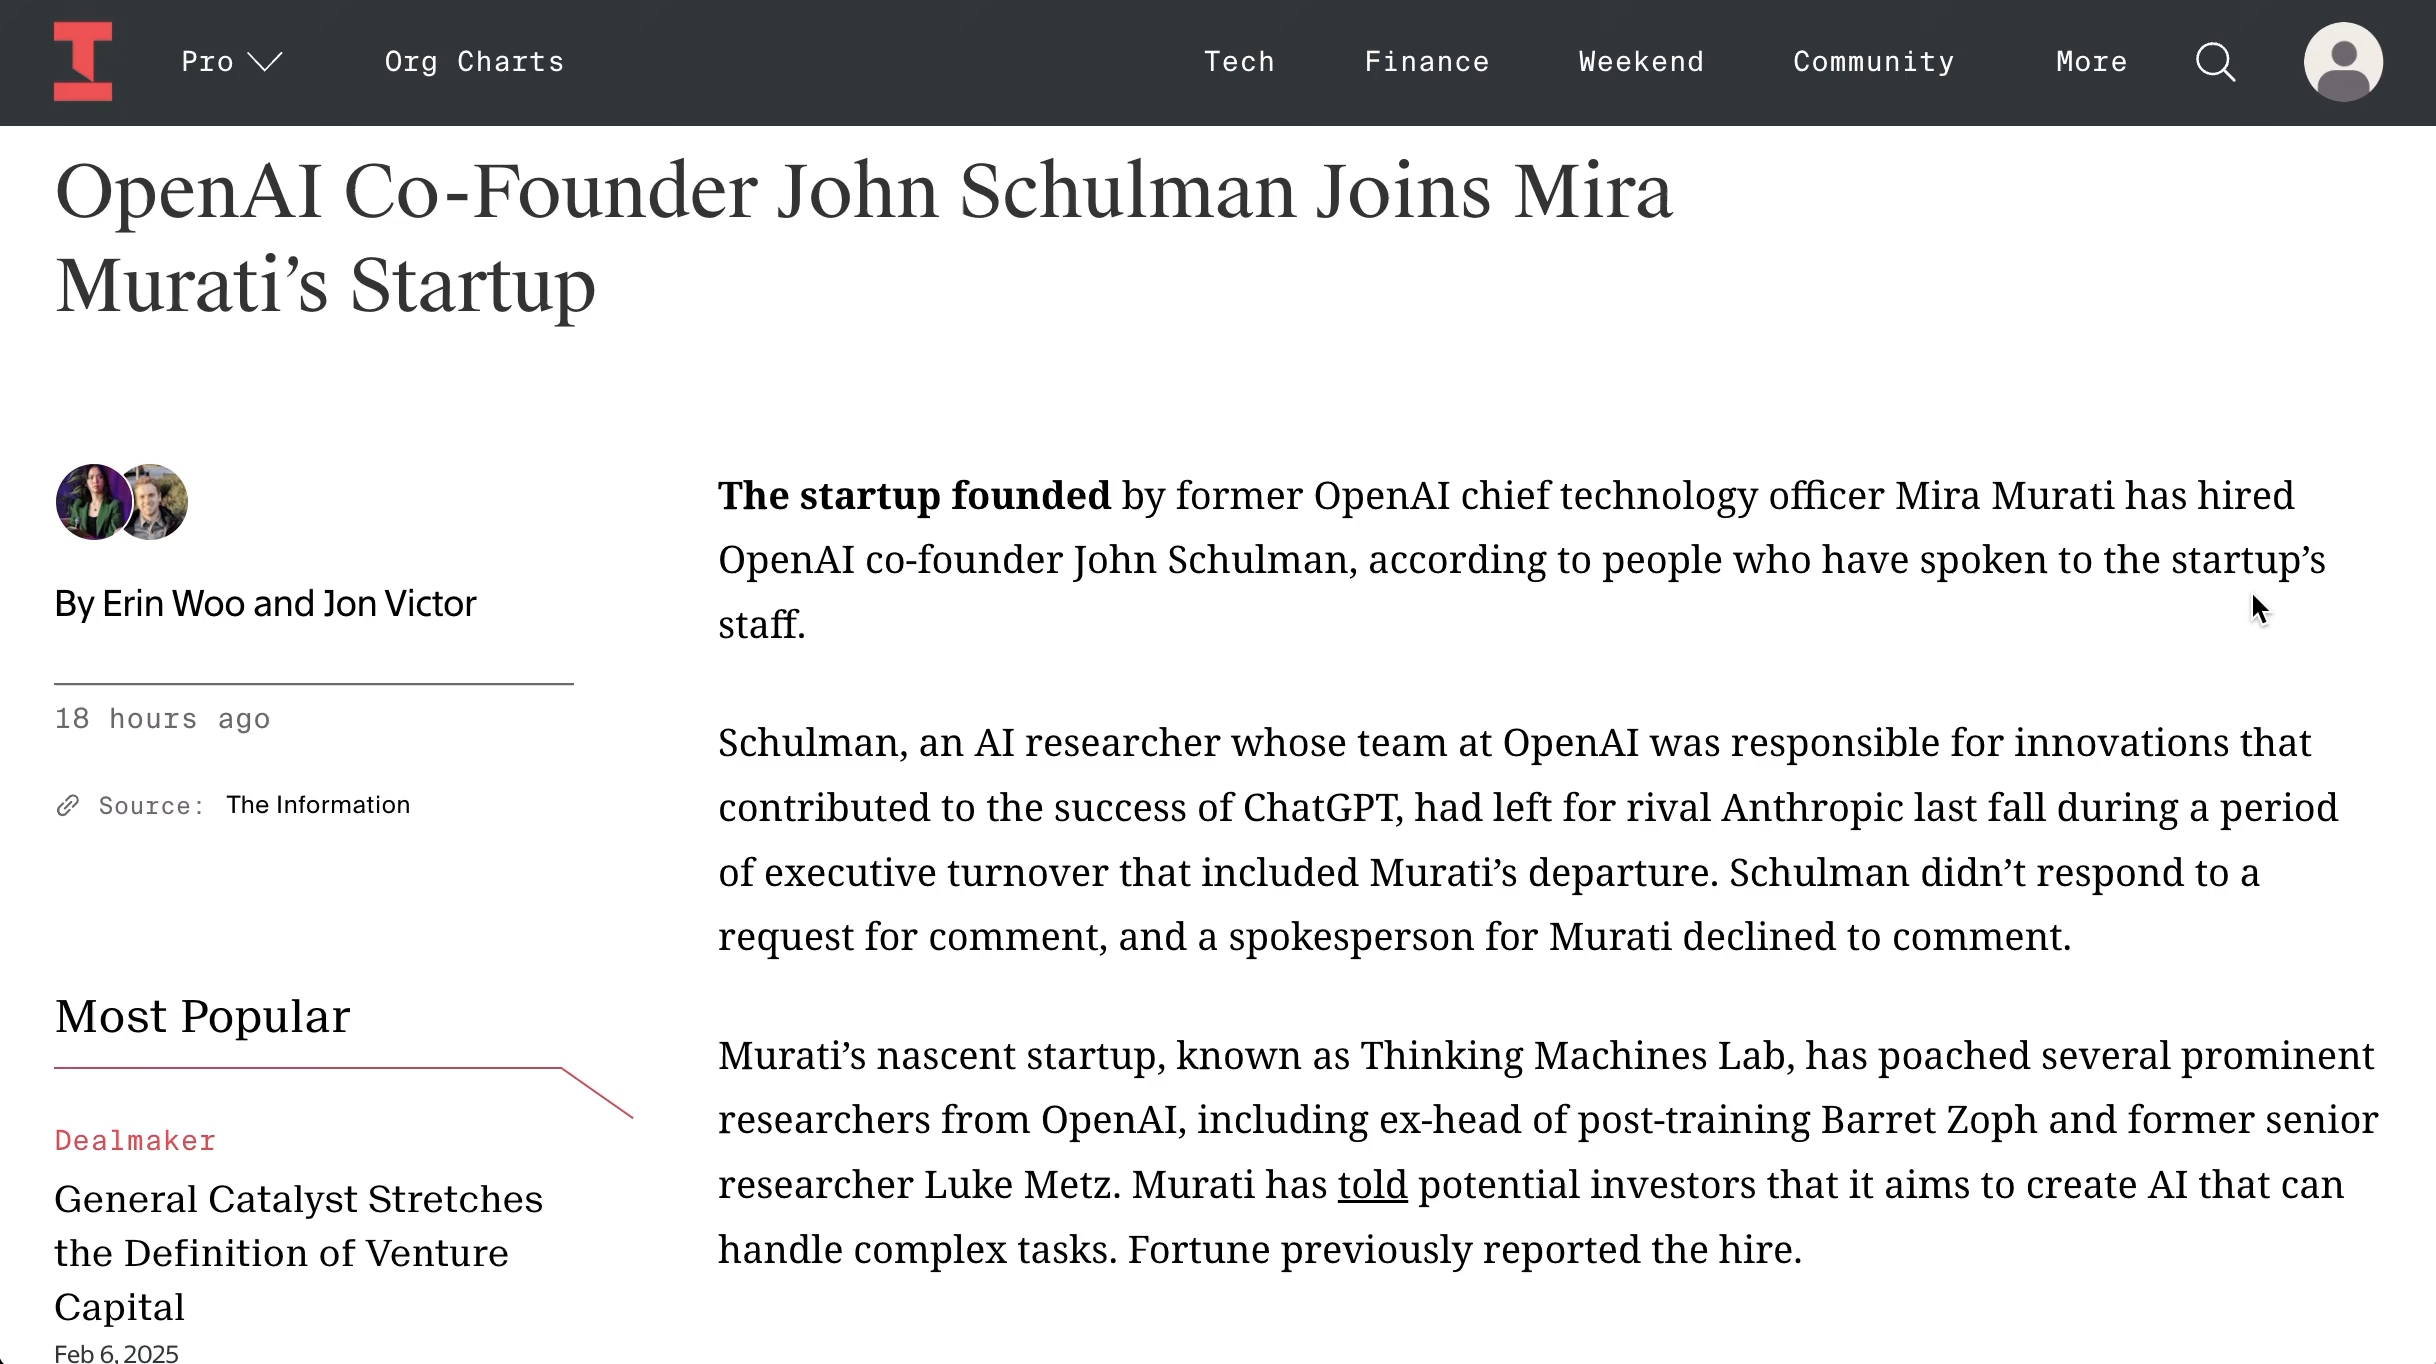 Pro
Org Charts
Tech
Finance
Weekend
Community
More
OpenAI Co-Founder John Schulman Joins Mira
Murati’s Startup
By Erin Woo and Jon Victor
18 hours ago
Source: The Information
Most Popular
Dealmaker
General Catalyst Stretches
the Definition of Venture
Capital
Feb 6, 2025
The startup founded by former OpenAI chief technology officer Mira Murati has hired
OpenAI co-founder John Schulman, according to people who have spoken to the startup’s
staff.
Schulman, an AI researcher whose team at OpenAI was responsible for innovations that
contributed to the success of ChatGPT, had left for rival Anthropic last fall during a period
of executive turnover that included Murati’s departure. Schulman didn’t respond to a
request for comment, and a spokesperson for Murati declined to comment.
Murati’s nascent startup, known as Thinking Machines Lab, has poached several prominent
researchers from OpenAI, including ex-head of post-training Barret Zoph and former senior
researcher Luke Metz. Murati has told potential investors that it aims to create AI that can
handle complex tasks. Fortune previously reported the hire.